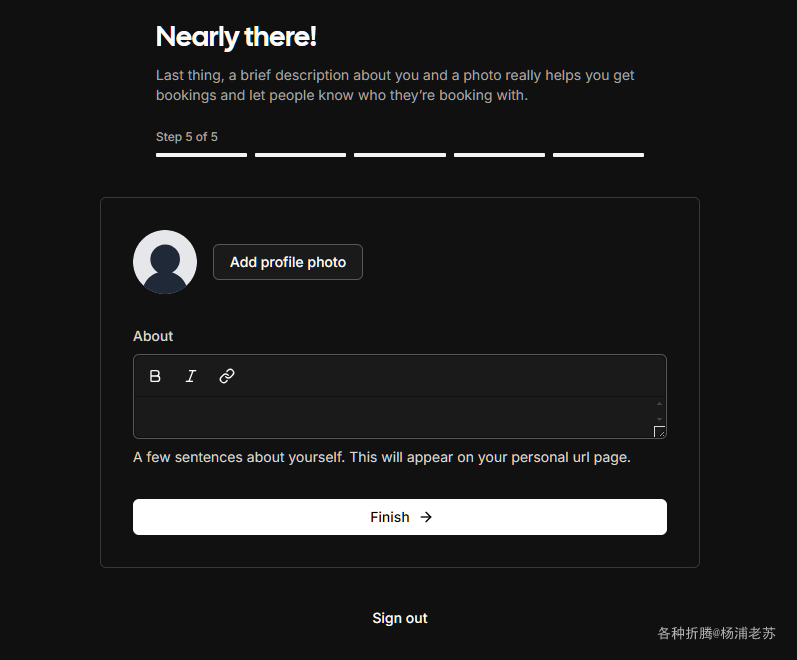 Nearly there!
Last thing, a brief description about you and a photo really helps you get
bookings and let people know who they’re booking with.
Step 5 of 5
Add profile photo
About
B I
A few sentences about yourself. This will appear on your personal url page.
Finish →
Sign out
各种折腾@杨浦老苏